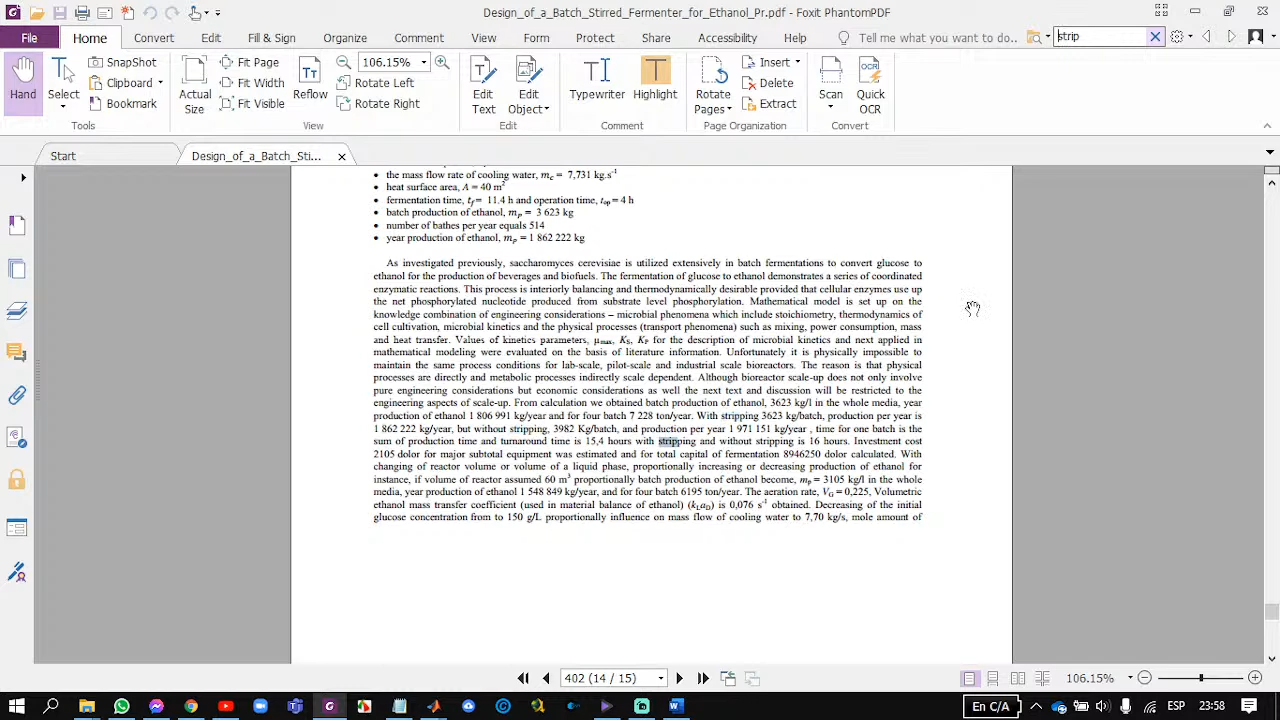 Design_of_a_Batch_Stirred_Fermenter_for_Ethanol_Pr.pdf - Foxit PhantomPDF
File Home Convert Edit Fill & Sign Organize Comment View Form Protect Share Accessibility Help Tell me what you want to do.. strip
SnapShot Fit Page 106.15% Insert
Clipboard Fit Width Rotate Left Delete
Hand Select Bookmark Actual Size Reflow Fit Visible Rotate Right Edit Text Edit Object Typewriter Highlight Rotate Pages Extract Scan Quick OCR
Tools View Edit Comment Page Organization Convert
Start Design_of_a_Batch_Sti...
• the mass flow rate of cooling water, mc = 7,731 kg.s-1
• heat surface area, A = 40 m2
• fermentation time, tf = 11.4 h and operation time, top = 4 h
• batch production of ethanol, mp = 3 623 kg
• number of bathes per year equals 514
• year production of ethanol, mp = 1 862 222 kg
As investigated previously, saccharomyces cerevisiae is utilized extensively in batch fermentations to convert glucose to
ethanol for the production of beverages and biofuels. The fermentation of glucose to ethanol demonstrates a series of coordinated
enzymatic reactions. This process is interiorly balancing and thermodynamically desirable provided that cellular enzymes use up
the net phosphorylated nucleotide produced from substrate level phosphorylation. Mathematical model is set up on the
knowledge combination of engineering considerations – microbial phenomena which include stoichiometry, thermodynamics of
cell cultivation, microbial kinetics and the physical processes (transport phenomena) such as mixing, power consumption, mass
and heat transfer. Values of kinetics parameters, μmax, KS, KP for the description of microbial kinetics and next applied in
mathematical modeling were evaluated on the basis of literature information. Unfortunately it is physically impossible to
maintain the same process conditions for lab-scale, pilot-scale and industrial scale bioreactors. The reason is that physical
processes are directly and metabolic processes indirectly scale dependent. Although bioreactor scale-up does not only involve
pure engineering considerations but economic considerations as well the next text and discussion will be restricted to the
engineering aspects of scale-up. From calculation we obtained batch production of ethanol, 3623 kg/l in the whole media, year
production of ethanol 1 806 991 kg/year and for four batch 7 228 ton/year. With stripping 3623 kg/batch, production per year is
1 862 222 kg/year, but without stripping, 3982 Kg/batch, and production per year 1 971 151 kg/year , time for one batch is the
sum of production time and turnaround time is 15,4 hours with stripping and without stripping is 16 hours. Investment cost
2105 dolor for major subtotal equipment was estimated and for total capital of fermentation 8946250 dolor calculated. With
changing of reactor volume or volume of a liquid phase, proportionally increasing or decreasing production of ethanol for
instance, if volume of reactor assumed 60 m3 proportionally batch production of ethanol become, mp = 3105 kg/l in the whole
media, year production of ethanol 1 548 849 kg/year, and for four batch 6195 ton/year. The aeration rate, VG = 0,225, Volumetric
ethanol mass transfer coefficient (used in material balance of ethanol) (kLaD) is 0,076 s-1 obtained. Decreasing of the initial
glucose concentration from to 150 g/L proportionally influence on mass flow of cooling water to 7,70 kg/s, mole amount of
402 (14 / 15) 106.15%
En C/A ESP 23:58